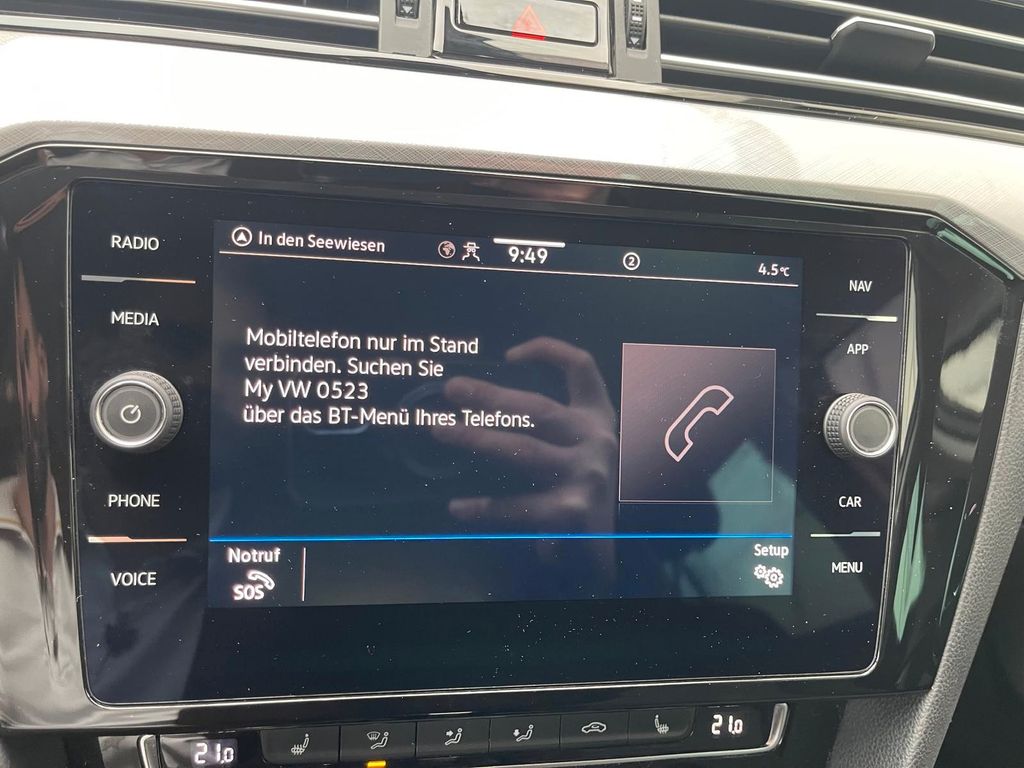 RADIO
MEDIA
PHONE
VOICE
In den Seewiesen
9:49
2
4.5°C
Mobiltelefon nur im Stand
verbinden. Suchen Sie
My VW 0523
über das BT-Menü Ihres Telefons.
Notruf
SOS
Setup
NAV
APP
CAR
MENU
21.0
21.0